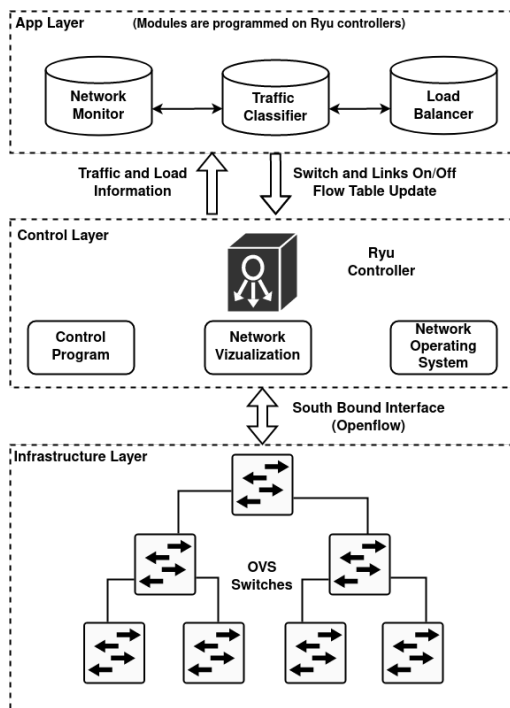 App Layer (Modules are programmed on Ryu controllers)
Network
Monitor
Traffic
Classifier
Load
Balancer
Traffic and Load
Information
Switch and Links On/Off
Flow Table Update
Control Layer
Ryu
Controller
Control
Program
Network
Vizualization
Network
Operating
System
South Bound Interface
(Openflow)
Infrastructure Layer
OVS
Switches